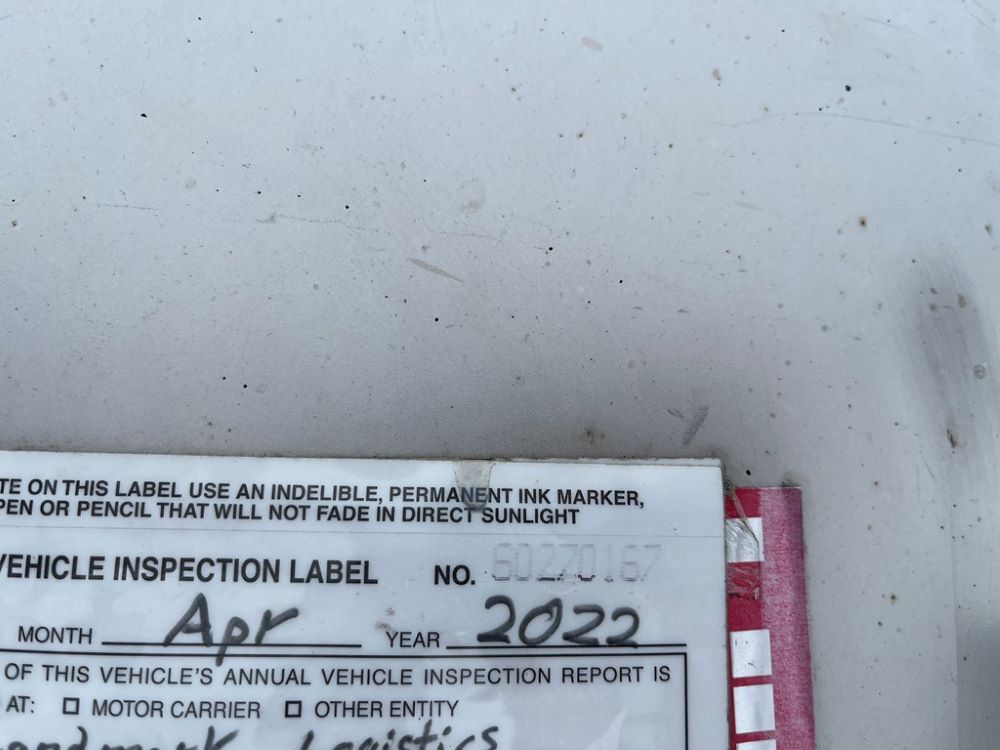 TE ON THIS LABEL USE AN INDELIBLE, PERMANENT INK MARKER,
PEN OR PENCIL THAT WILL NOT FADE IN DIRECT SUNLIGHT
VEHICLE INSPECTION LABEL NO. 60270167
MONTH Apr YEAR 2022
OF THIS VEHICLE'S ANNUAL VEHICLE INSPECTION REPORT IS
AT: MOTOR CARRIER OTHER ENTITY
andmark Logistics